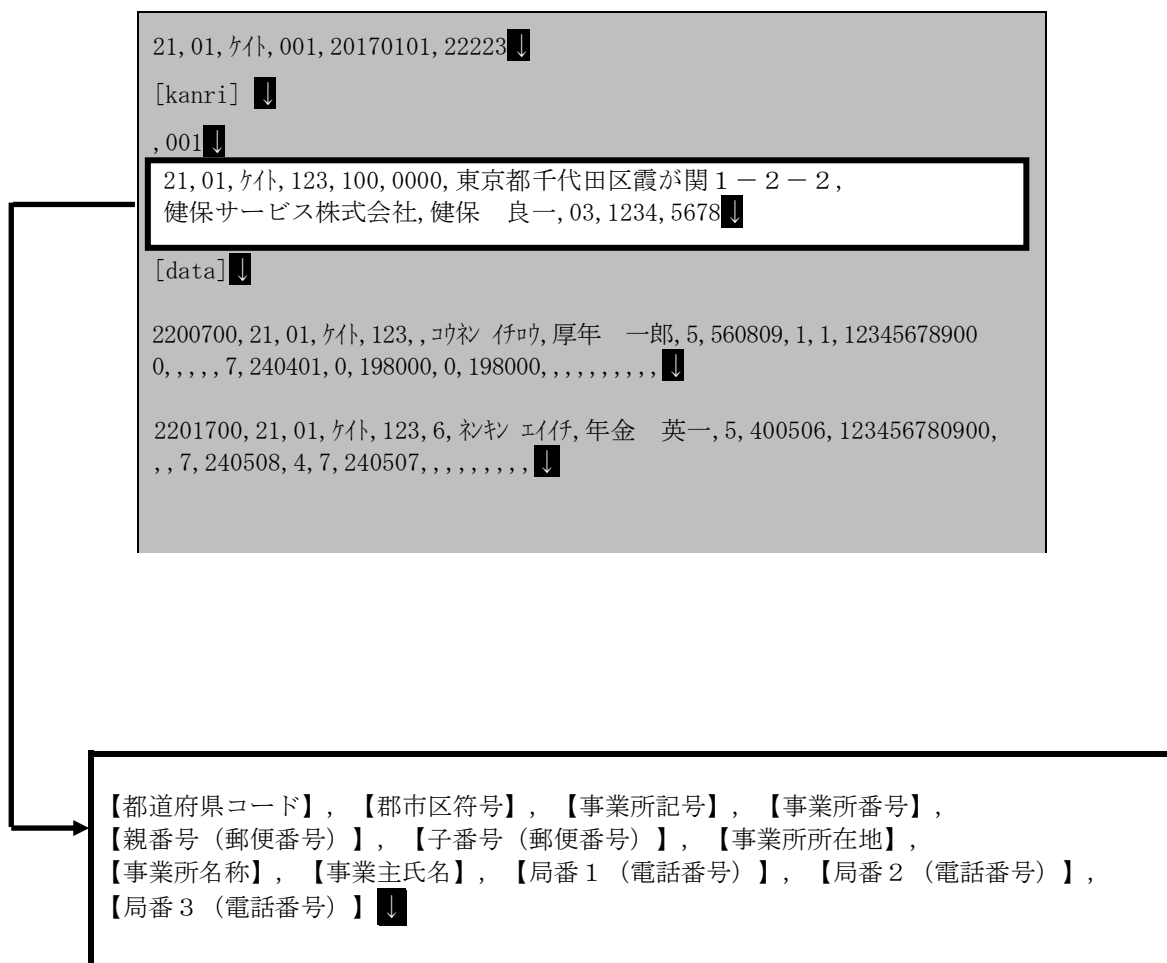 21,01,ｹｲﾄ,001,20170101,22223↓
[kanri] ↓
,001↓
21,01,ｹｲﾄ,123,100,0000,東京都千代田区霞が関１－２－２,
健保サービス株式会社,健保　良一,03,1234,5678↓
[data]↓
2200700,21,01,ｹｲﾄ,123,,ｺｳﾈﾝ ｲﾁﾛｳ,厚年　一郎,5,560809,1,1,12345678900
0,,,,,7,240401,0,198000,0,198000,,,,,,,,,,↓
2201700,21,01,ｹｲﾄ,123,6,ﾈﾝｷﾝ ｴｲｲﾁ,年金　英一,5,400506,123456780900,
,,7,240508,4,7,240507,,,,,,,,,↓
【都道府県コード】, 【郡市区符号】, 【事業所記号】, 【事業所番号】,
【親番号（郵便番号）】, 【子番号（郵便番号）】, 【事業所所在地】,
【事業所名称】, 【事業主氏名】, 【局番１（電話番号）】, 【局番２（電話番号）】,
【局番３（電話番号）】↓